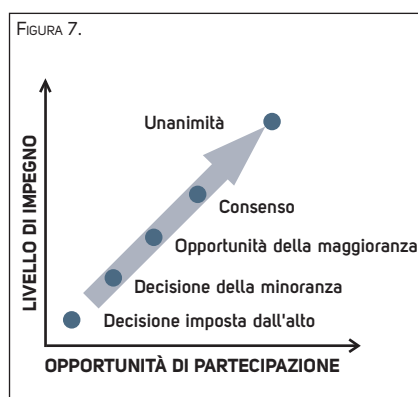 FIGURA 7.
Unanimità
Consenso
Opportunità della maggioranza
Decisione della minoranza
Decisione imposta dall'alto
LIVELLO DI IMPEGNO
OPPORTUNITÀ DI PARTECIPAZIONE